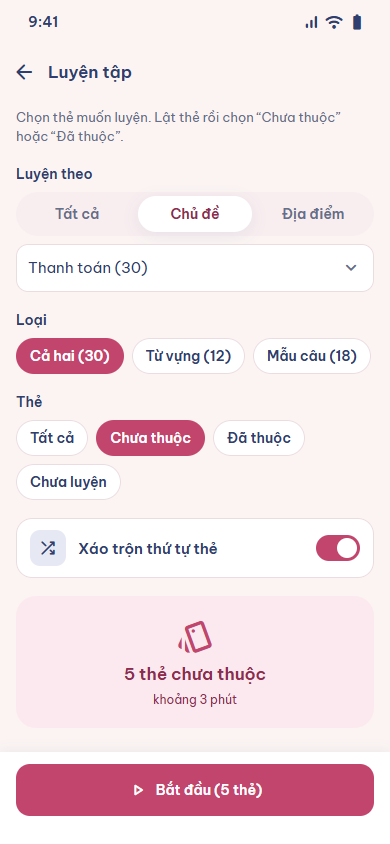 9:41
Luyện tập
Chọn thẻ muốn luyện. Lật thẻ rồi chọn “Chưa thuộc”
hoặc “Đã thuộc”.
Luyện theo
Tất cả
Chủ đề
Địa điểm
Thanh toán (30)
Loại
Cả hai (30)
Từ vựng (12)
Mẫu câu (18)
Thẻ
Tất cả
Chưa thuộc
Đã thuộc
Chưa luyện
Xáo trộn thứ tự thẻ
5 thẻ chưa thuộc
khoảng 3 phút
Bắt đầu (5 thẻ)